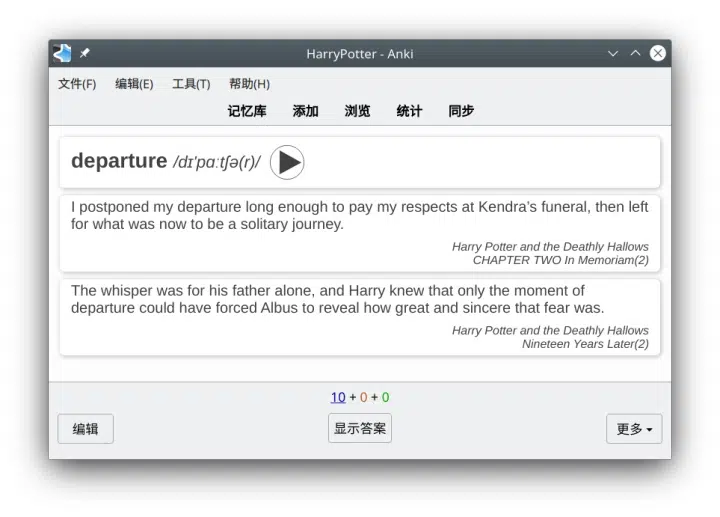 HarryPotter - Anki
文件(F) 编辑(E) 工具(T) 帮助(H)
记忆库 添加 浏览 统计 同步
departure /dɪ'pɑːtʃə(r)/
I postponed my departure long enough to pay my respects at Kendra's funeral, then left
for what was now to be a solitary journey.
Harry Potter and the Deathly Hallows
CHAPTER TWO In Memoriam(2)
The whisper was for his father alone, and Harry knew that only the moment of
departure could have forced Albus to reveal how great and sincere that fear was.
Harry Potter and the Deathly Hallows
Nineteen Years Later(2)
10 + 0 + 0
编辑 显示答案 更多